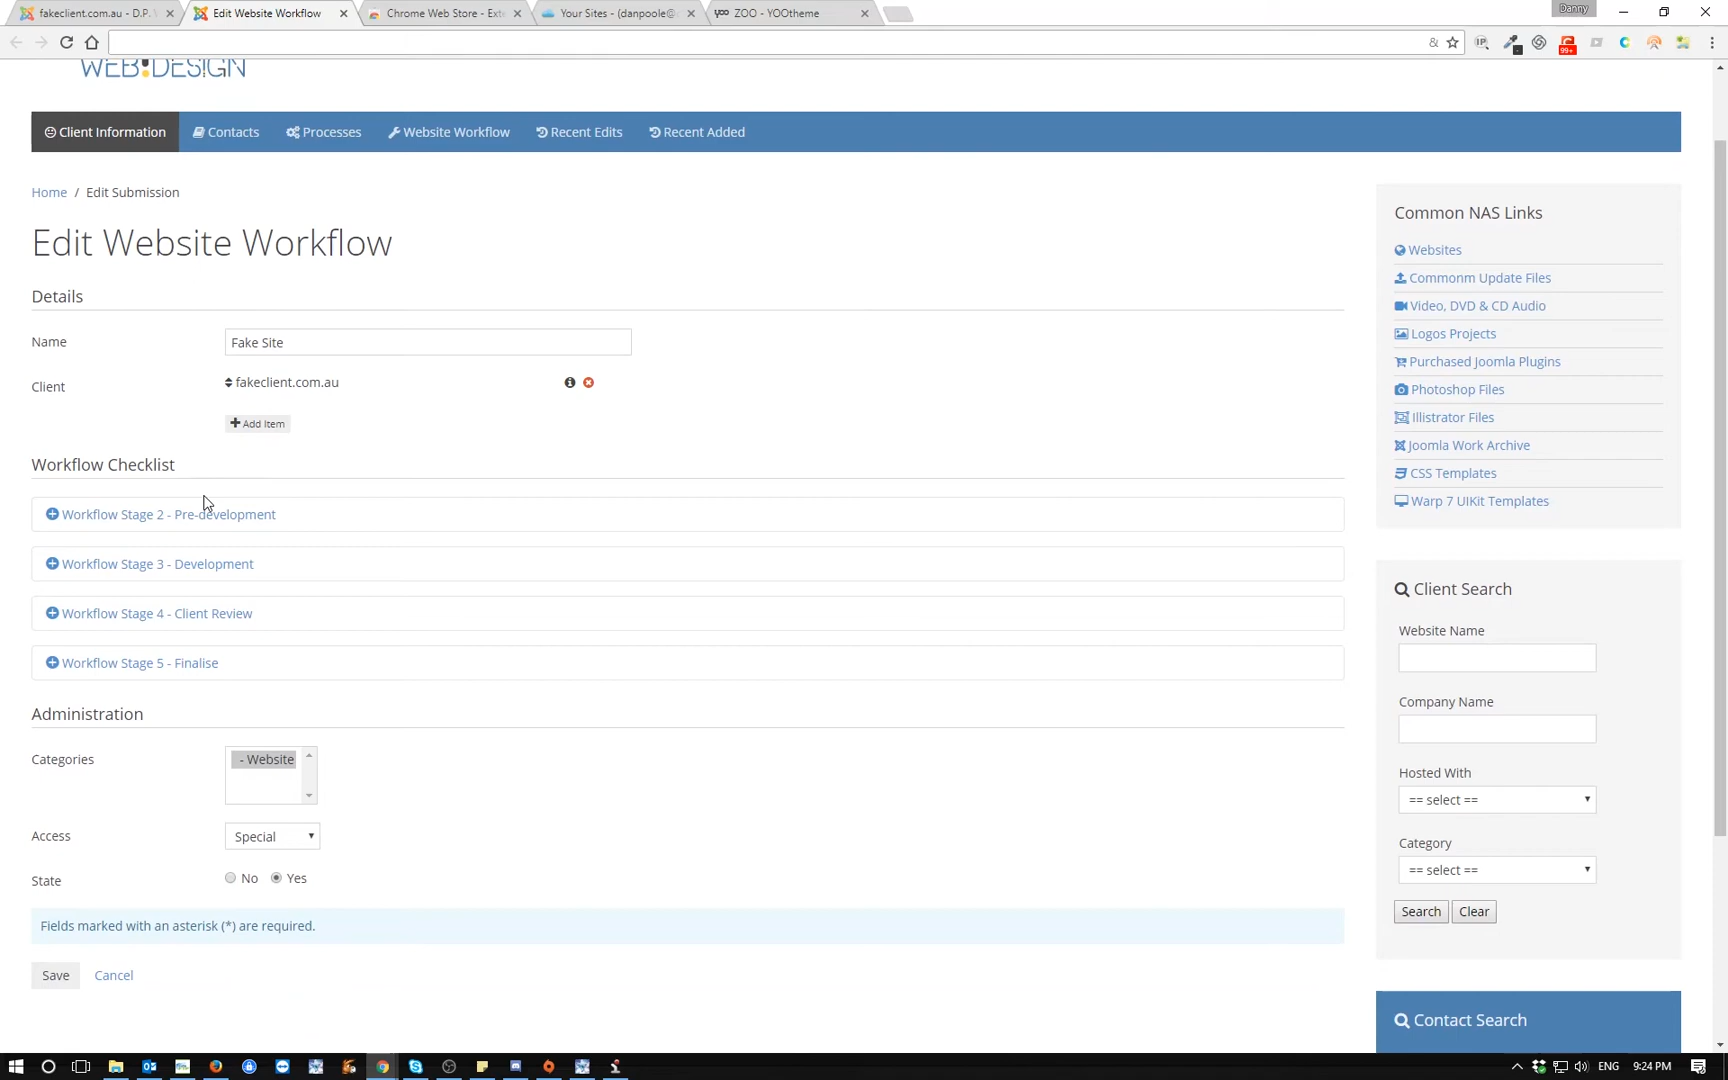 fakeclient.com.au - D.P.
Edit Website Workflow
Chrome Web Store - Exte
Your Sites - (danpoole@
YOO ZOO - YOOtheme
Danny
WEB DESIGN
Client Information
Contacts
Processes
Website Workflow
Recent Edits
Recent Added
Home / Edit Submission
Edit Website Workflow
Details
Name
Fake Site
Client
fakeclient.com.au
Add Item
Workflow Checklist
Workflow Stage 2 - Pre-development
Workflow Stage 3 - Development
Workflow Stage 4 - Client Review
Workflow Stage 5 - Finalise
Administration
Categories
- Website
Access
Special
State
No
Yes
Fields marked with an asterisk (*) are required.
Save
Cancel
Common NAS Links
Websites
Commonm Update Files
Video, DVD & CD Audio
Logos Projects
Purchased Joomla Plugins
Photoshop Files
Illistrator Files
Joomla Work Archive
CSS Templates
Warp 7 UIKit Templates
Client Search
Website Name
Company Name
Hosted With
== select ==
Category
== select ==
Search
Clear
Contact Search
ENG
9:24 PM